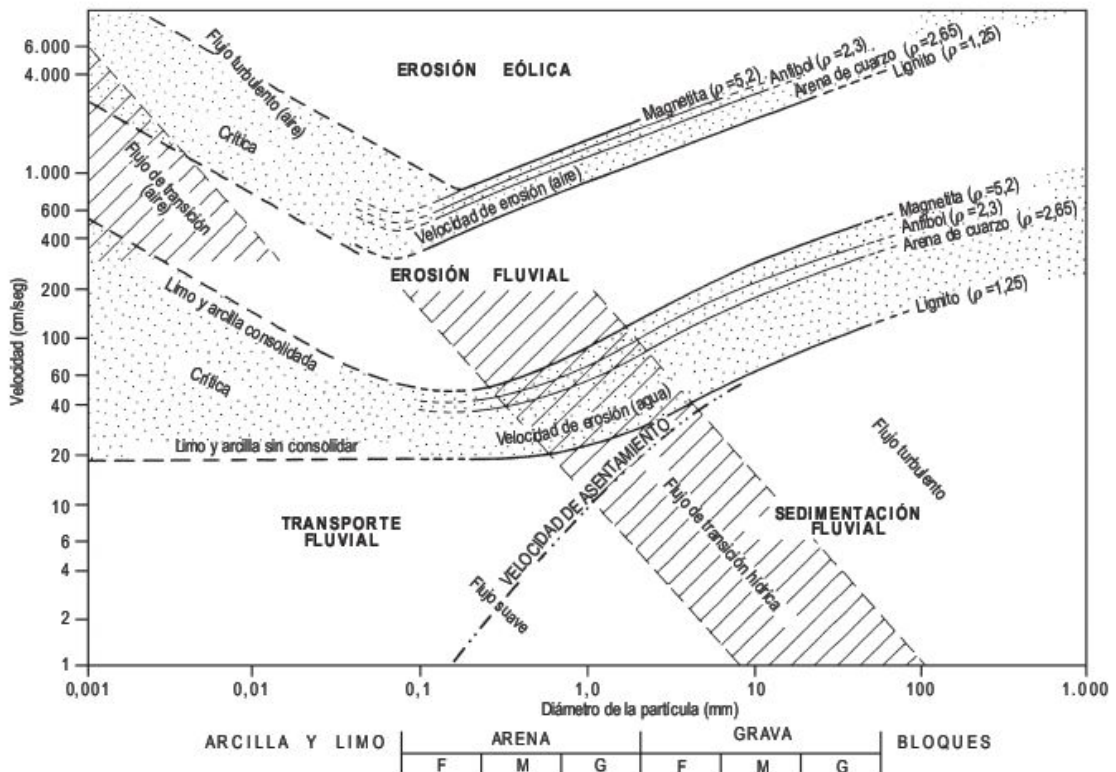 6.000
4.000
1.000
600
400
200
100
60
40
20
10
6
4
2
1
Velocidad (cm/seg)
Flujo turbulento (aire)
EROSIÓN EÓLICA
Magnetita (ρ=5,2)
Anfibol (ρ=2,3)
Arena de cuarzo (ρ=2,65)
Lignito (ρ=1,25)
Crítica
Flujo de transición
(aire)
Velocidad de erosión (aire)
Magnetita (ρ=5,2)
Anfibol (ρ=2,3)
Arena de cuarzo (ρ=2,65)
EROSIÓN FLUVIAL
Limo y arcilla consolidada
Lignito (ρ=1,25)
Crítica
Velocidad de erosión (agua)
Limo y arcilla sin consolidar
VELOCIDAD DE ASENTAMIENTO
Flujo turbulento
TRANSPORTE
FLUVIAL
Flujo de transición hídrica
SEDIMENTACIÓN
FLUVIAL
Flujo suave
0,001
0,01
0,1
1,0
10
100
1.000
Diámetro de la partícula (mm)
ARCILLA Y LIMO
ARENA
GRAVA
BLOQUES
F
M
G
F
M
G